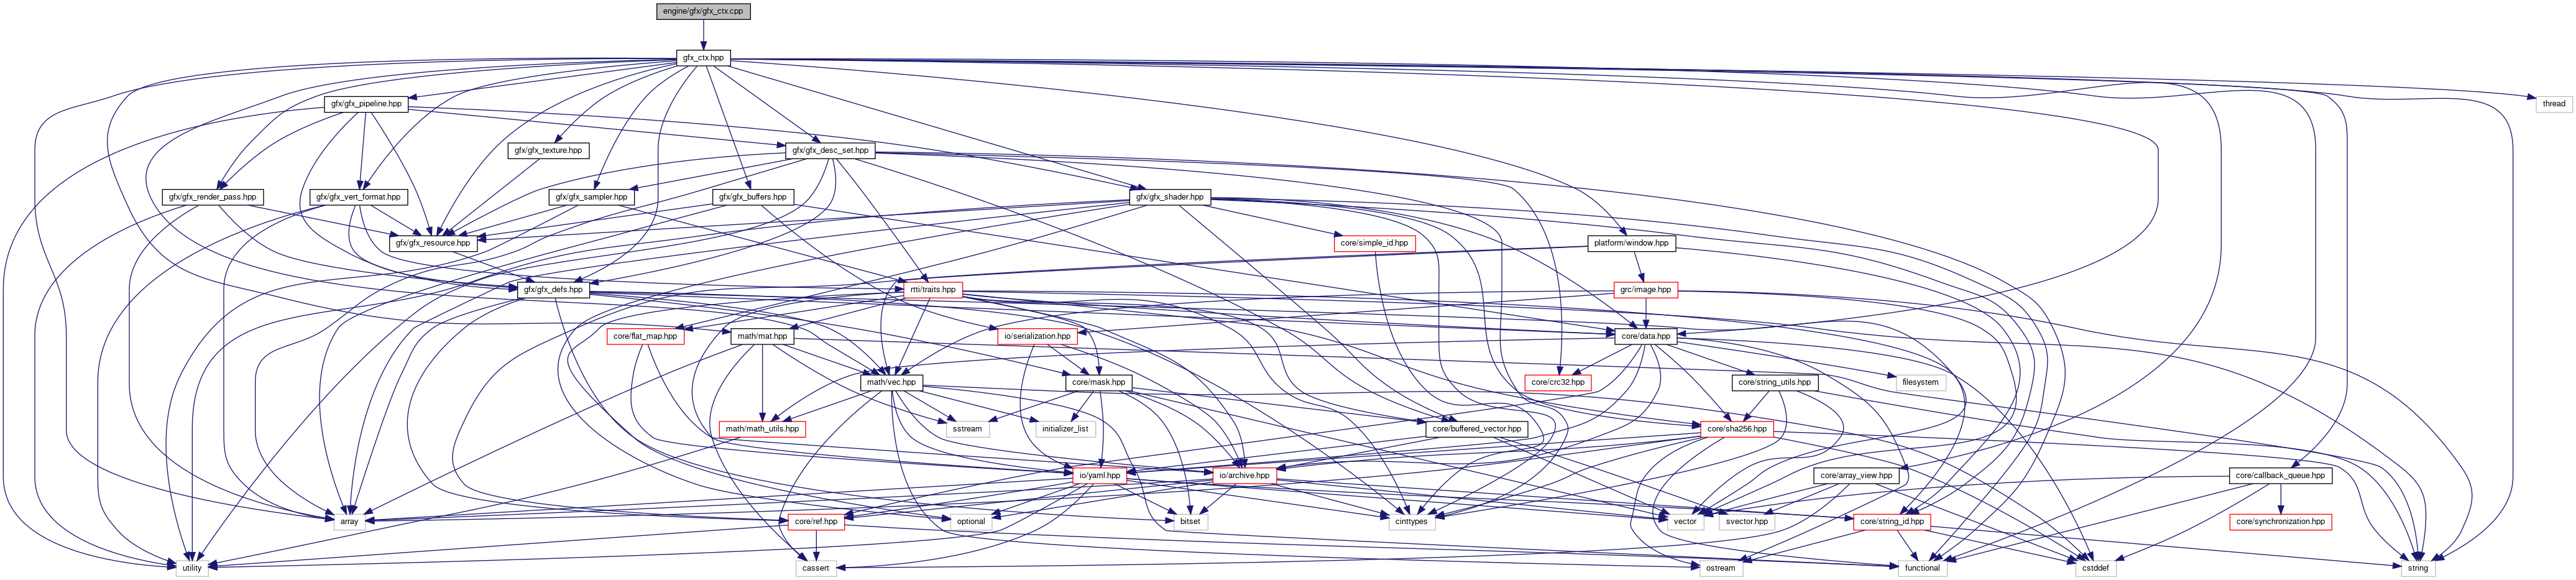 engine/gfx/gfx_ctx.cpp
gfx_ctx.hpp
gfx/gfx_pipeline.hpp
thread
gfx/gfx_texture.hpp
gfx/gfx_desc_set.hpp
gfx/gfx_render_pass.hpp
gfx/gfx_vert_format.hpp
gfx/gfx_sampler.hpp
gfx/gfx_buffers.hpp
gfx/gfx_shader.hpp
gfx/gfx_resource.hpp
core/simple_id.hpp
platform/window.hpp
gfx/gfx_defs.hpp
rtti/traits.hpp
grc/image.hpp
core/flat_map.hpp
math/mat.hpp
io/serialization.hpp
core/data.hpp
math/vec.hpp
core/mask.hpp
core/crc32.hpp
core/string_utils.hpp
filesystem
math/math_utils.hpp
sstream
initializer_list
core/buffered_vector.hpp
core/sha256.hpp
io/yaml.hpp
io/archive.hpp
core/array_view.hpp
core/callback_queue.hpp
array
core/ref.hpp
optional
bitset
cinttypes
vector
svector.hpp
core/string_id.hpp
core/synchronization.hpp
utility
cassert
ostream
functional
cstddef
string